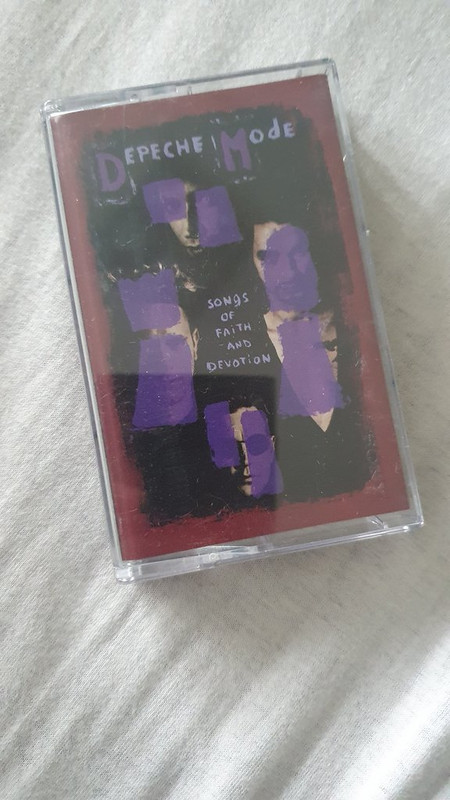 DEPECHE MODE
SONGS
OF
FAiTH
AND
DEVOTiON